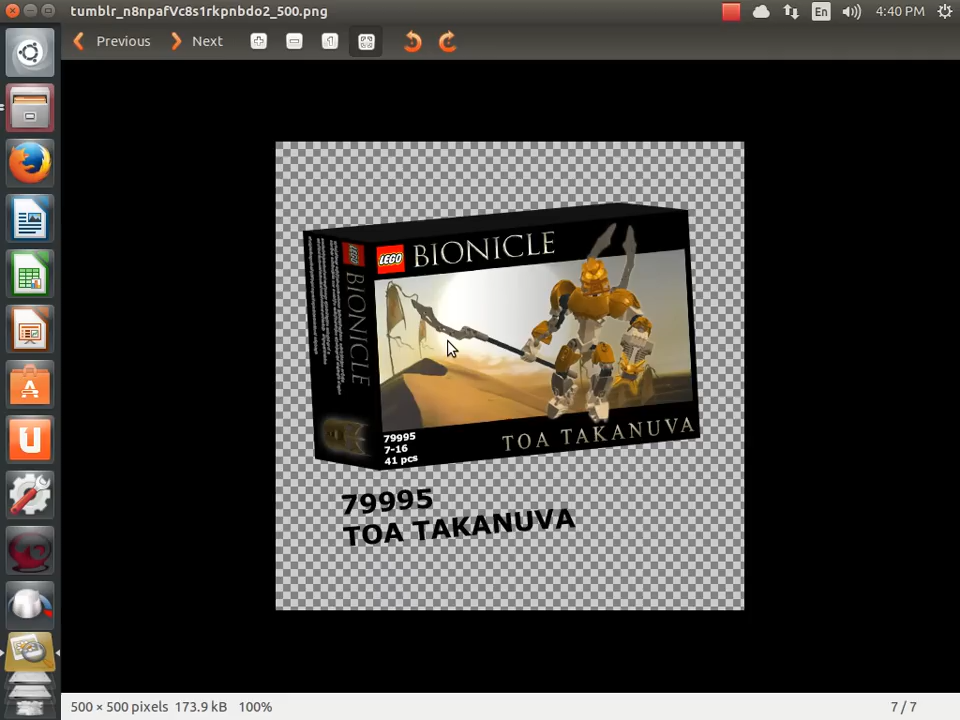 tumblr_n8npafVc8s1rkpnbdo2_500.png
En
4:40 PM
Previous
Next
LEGO
BIONICLE
LEGO
BIONICLE
79995
7-16
41 pcs
TOA TAKANUVA
79995
TOA TAKANUVA
500 × 500 pixels 173.9 kB 100%
7 / 7